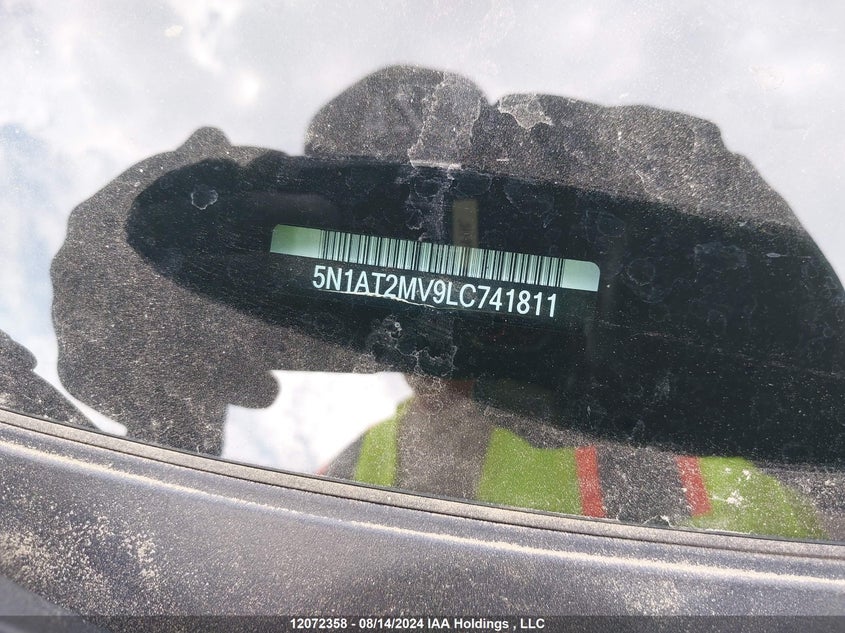 5N1AT2MV9LC741811
12072358 - 08/14/2024 IAA Holdings , LLC